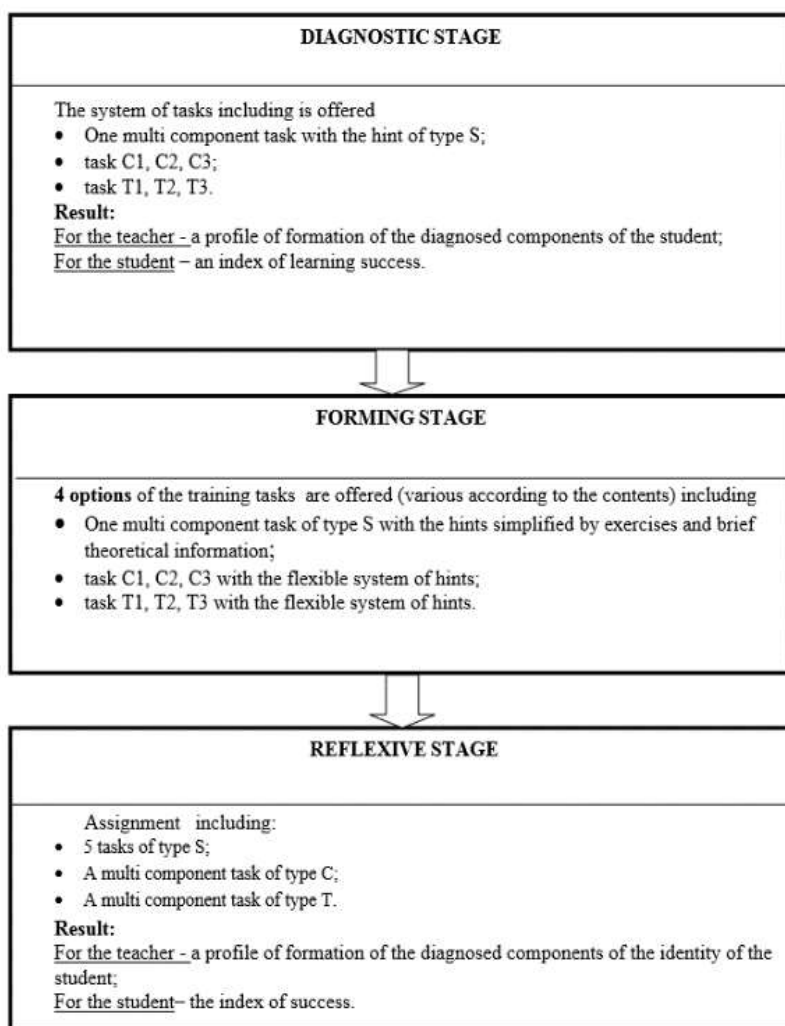 DIAGNOSTIC STAGE
The system of tasks including is offered
• One multi component task with the hint of type S;
• task C1, C2, C3;
• task T1, T2, T3.
Result:
For the teacher - a profile of formation of the diagnosed components of the student;
For the student – an index of learning success.
FORMING STAGE
4 options of the training tasks are offered (various according to the contents) including
• One multi component task of type S with the hints simplified by exercises and brief
theoretical information;
• task C1, C2, C3 with the flexible system of hints;
• task T1, T2, T3 with the flexible system of hints.
REFLEXIVE STAGE
Assignment including:
• 5 tasks of type S;
• A multi component task of type C;
• A multi component task of type T.
Result:
For the teacher - a profile of formation of the diagnosed components of the identity of the
student;
For the student– the index of success.